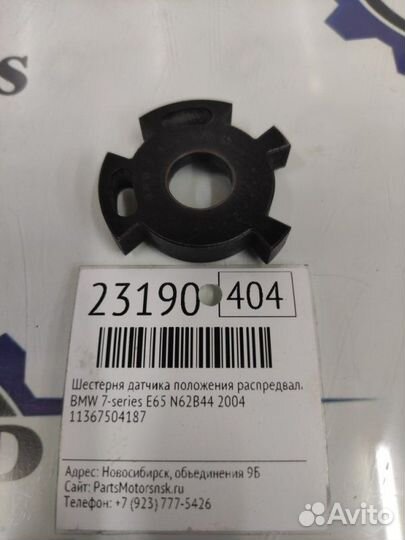 23190 404
Шестерня датчика положения распредвал.
BMW 7-series E65 N62B44 2004
11367504187
Адрес: Новосибирск, объединения 9Б
Сайт: PartsMotorsnsk.ru
Телефон: +7 (923) 777-5426
Avito